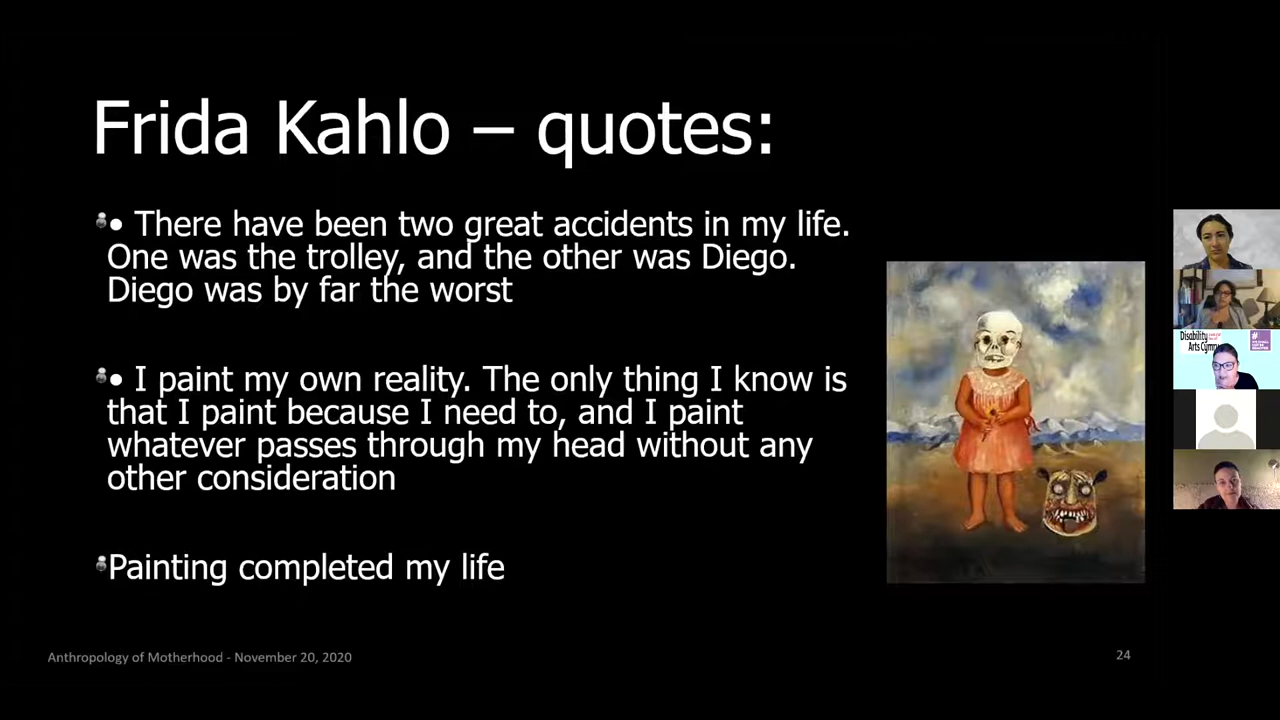 Frida Kahlo – quotes:
• There have been two great accidents in my life.
One was the trolley, and the other was Diego.
Diego was by far the worst
• I paint my own reality. The only thing I know is
that I paint because I need to, and I paint
whatever passes through my head without any
other consideration
Painting completed my life
Anthropology of Motherhood - November 20, 2020
24
Disability
Arts Cymru